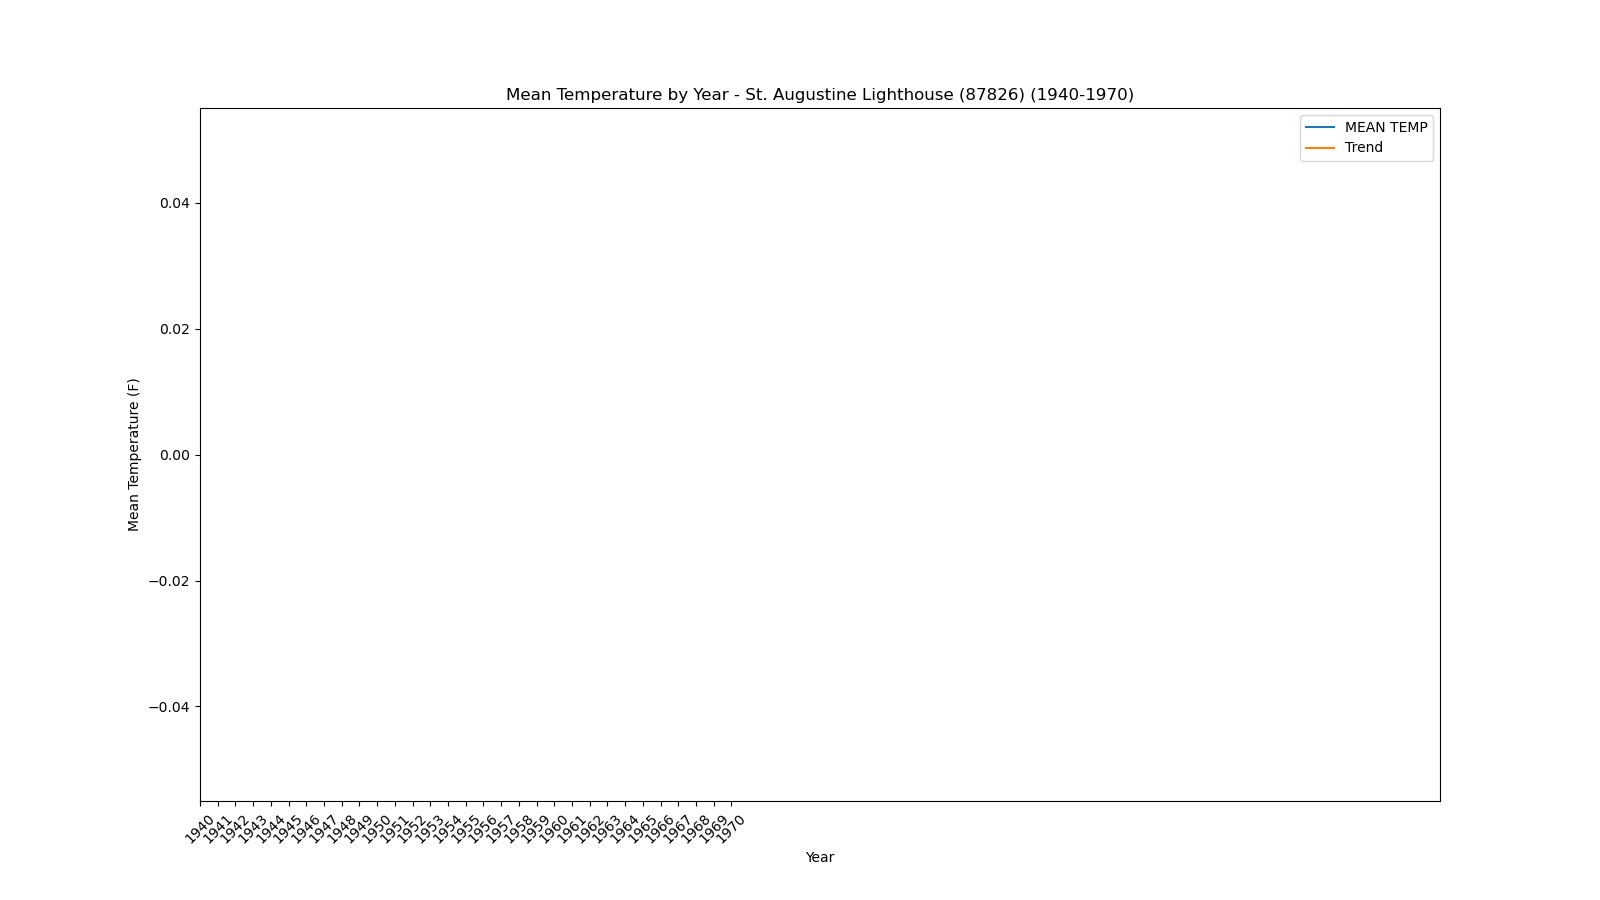 Mean Temperature by Year - St. Augustine Lighthouse (87826) (1940-1970)
MEAN TEMP
Trend
0.04
0.02
0.00
−0.02
−0.04
Mean Temperature (F)
1940 1941 1942 1943 1944 1945 1946 1947 1948 1949 1950 1951 1952 1953 1954 1955 1956 1957 1958 1959 1960 1961 1962 1963 1964 1965 1966 1967 1968 1969 1970
Year